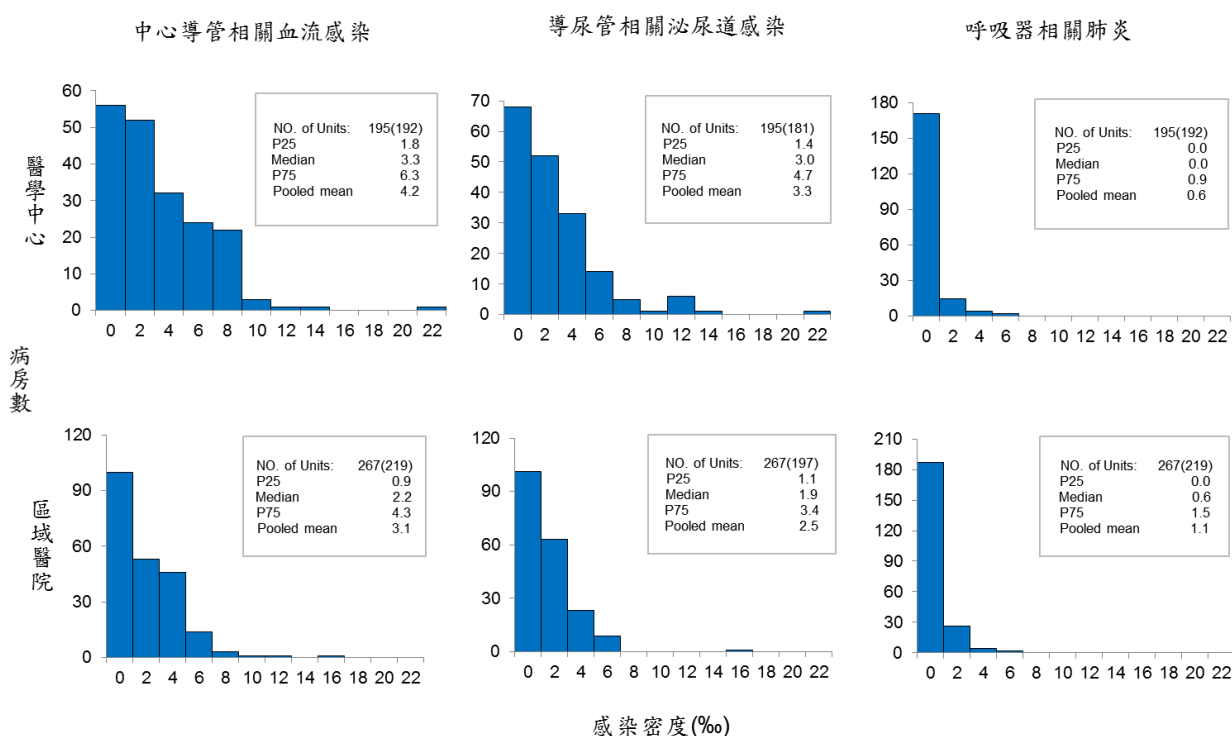 中心導管相關血流感染
導尿管相關泌尿道感染
呼吸器相關肺炎
醫學中心
60
50
40
30
20
10
0
0 2 4 6 8 10 12 14 16 18 20 22
NO. of Units: 195(192)
P25 1.8
Median 3.3
P75 6.3
Pooled mean 4.2
70
60
50
40
30
20
10
0
0 2 4 6 8 10 12 14 16 18 20 22
NO. of Units: 195(181)
P25 1.4
Median 3.0
P75 4.7
Pooled mean 3.3
180
150
120
90
60
30
0
0 2 4 6 8 10 12 14 16 18 20 22
NO. of Units: 195(192)
P25 0.0
Median 0.0
P75 0.9
Pooled mean 0.6
病房數
區域醫院
120
90
60
30
0
0 2 4 6 8 10 12 14 16 18 20 22
NO. of Units: 267(219)
P25 0.9
Median 2.2
P75 4.3
Pooled mean 3.1
120
90
60
30
0
0 2 4 6 8 10 12 14 16 18 20 22
NO. of Units: 267(197)
P25 1.1
Median 1.9
P75 3.4
Pooled mean 2.5
210
180
150
120
90
60
30
0
0 2 4 6 8 10 12 14 16 18 20 22
NO. of Units: 267(219)
P25 0.0
Median 0.6
P75 1.5
Pooled mean 1.1
感染密度(‰)